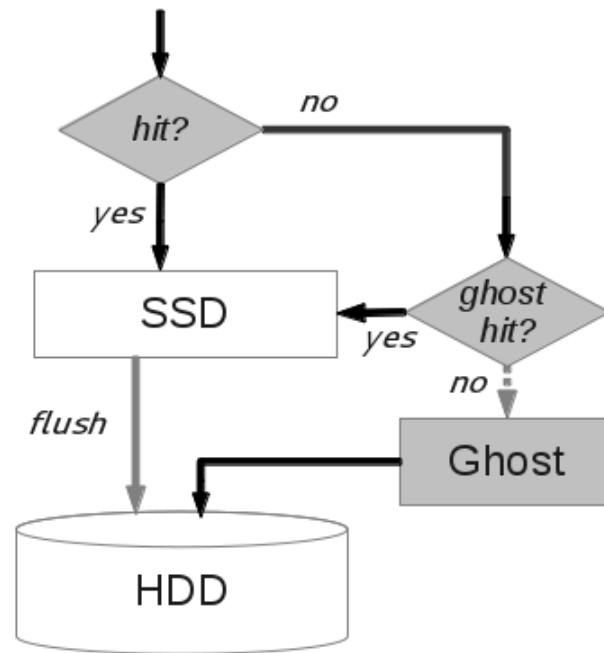 hit?
no
yes
SSD
ghost
hit?
yes
no
flush
Ghost
HDD